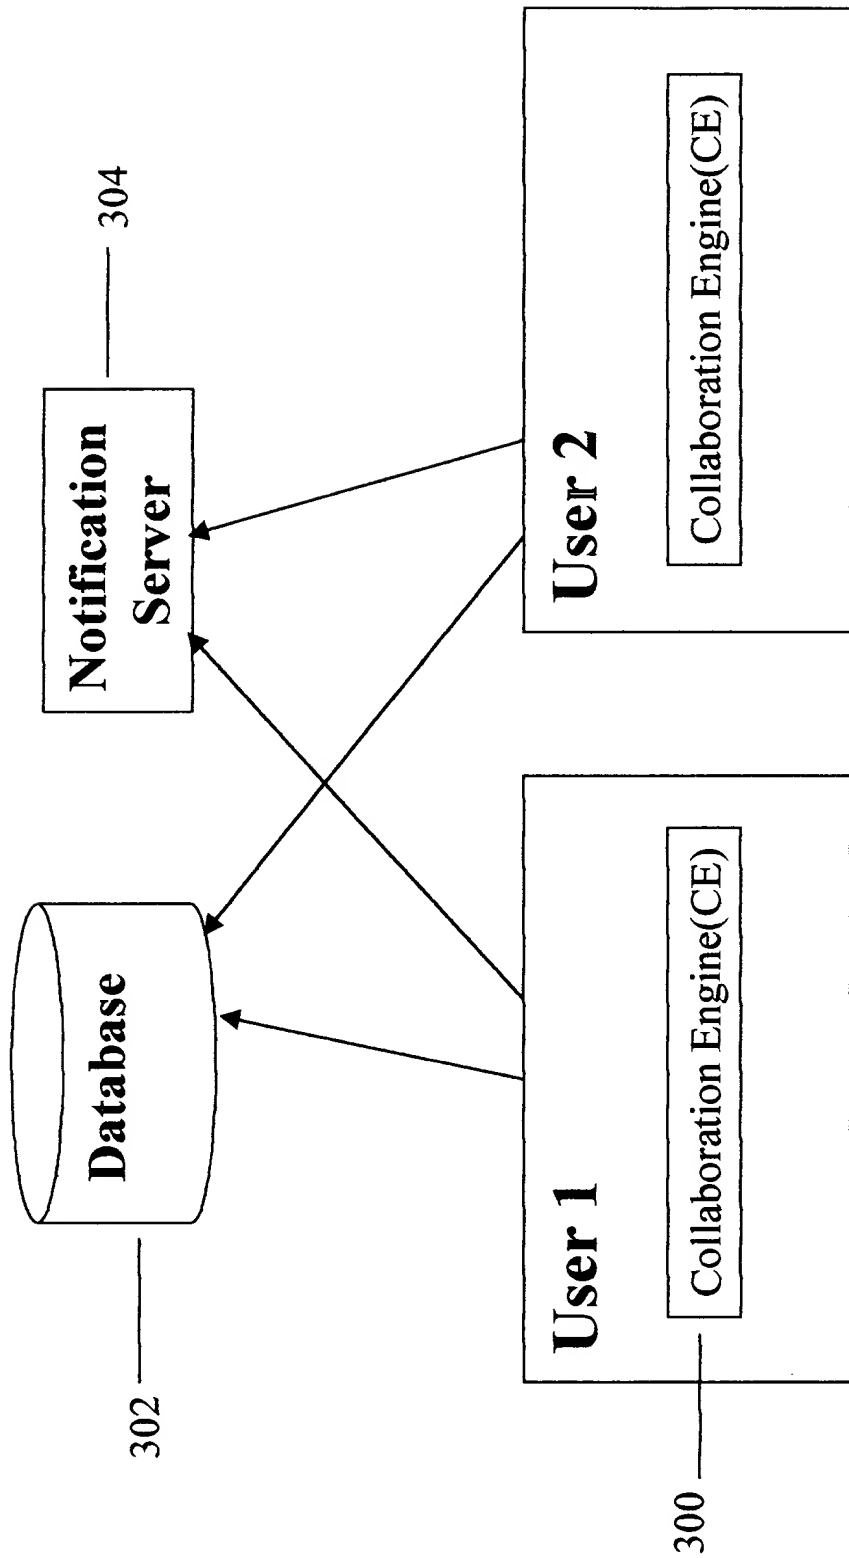 302
Database
Notification
Server
304
User 1
User 2
300
Collaboration Engine(CE)
Collaboration Engine(CE)